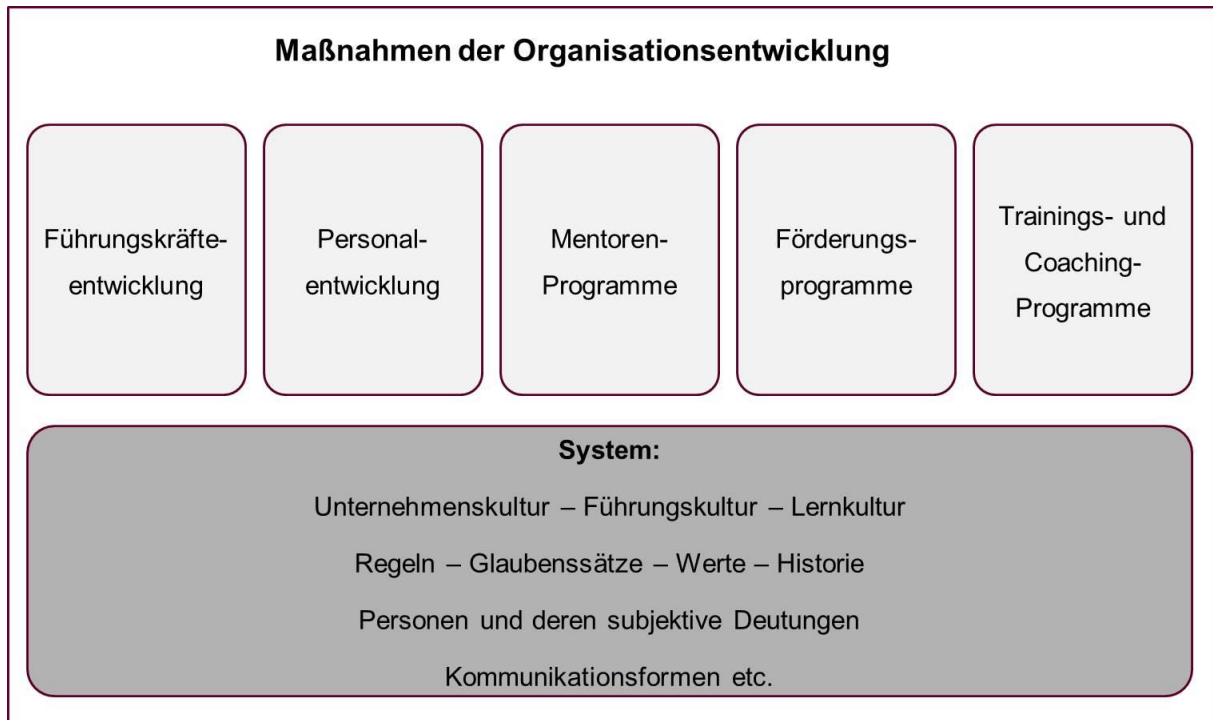 Maßnahmen der Organisationsentwicklung
Führungskräfte-
entwicklung
Personal-
entwicklung
Mentoren-
Programme
Förderungs-
programme
Trainings- und
Coaching-
Programme
System:
Unternehmenskultur – Führungskultur – Lernkultur
Regeln – Glaubenssätze – Werte – Historie
Personen und deren subjektive Deutungen
Kommunikationsformen etc.